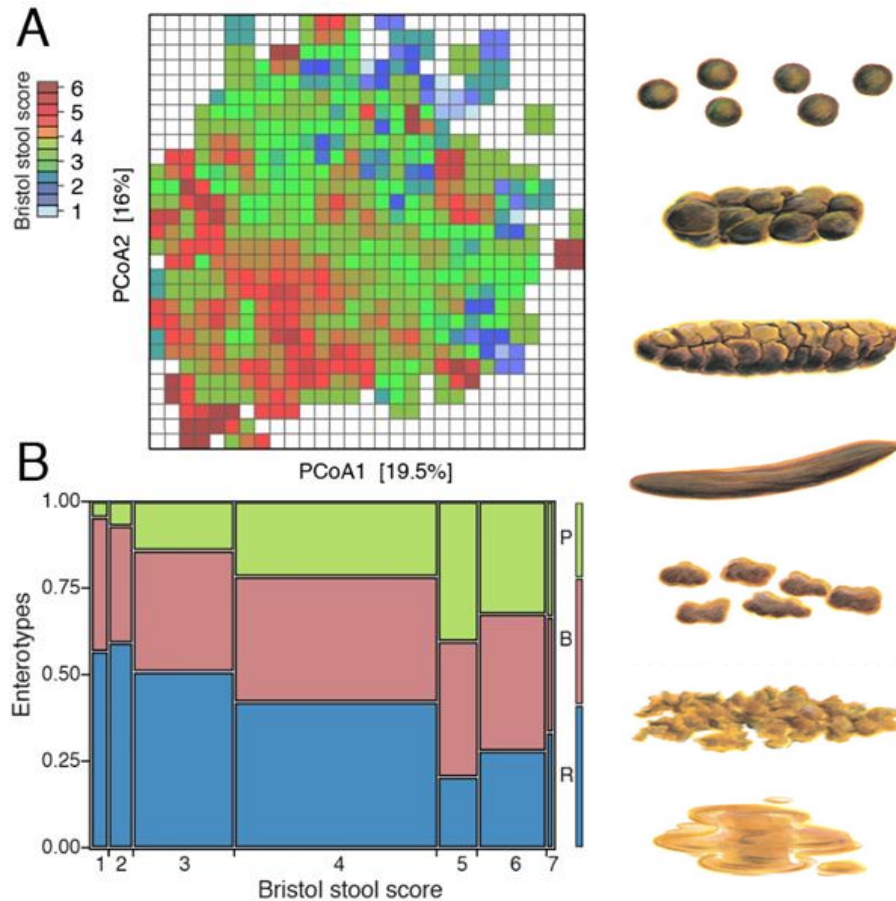 A
Bristol stool score
6
5
4
3
2
1
PCoA2 [16%]
PCoA1 [19.5%]
B
Enterotypes
1.00
0.75
0.50
0.25
0.00
P
B
R
1 2 3 4 5 6 7
Bristol stool score